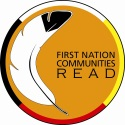 FIRST NATION
COMMUNITIES
READ